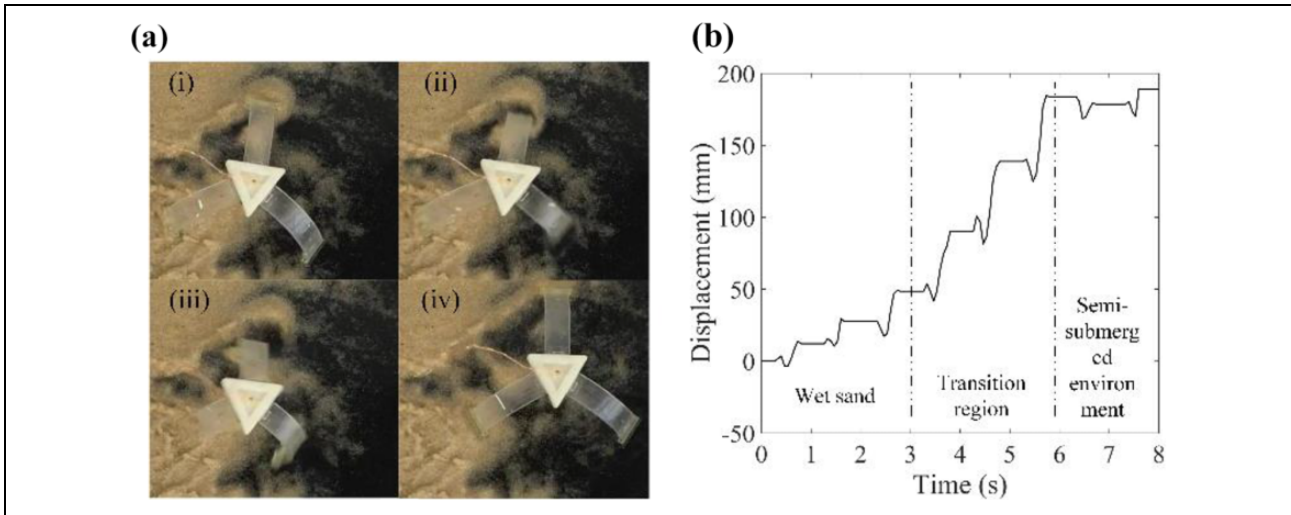 (a)
(i)
(ii)
(iii)
(iv)
(b)
200
150
100
50
0
-50
Displacement (mm)
Wet sand
Transition
region
Semi-
submerg
ed
environ
ment
0 1 2 3 4 5 6 7 8
Time (s)